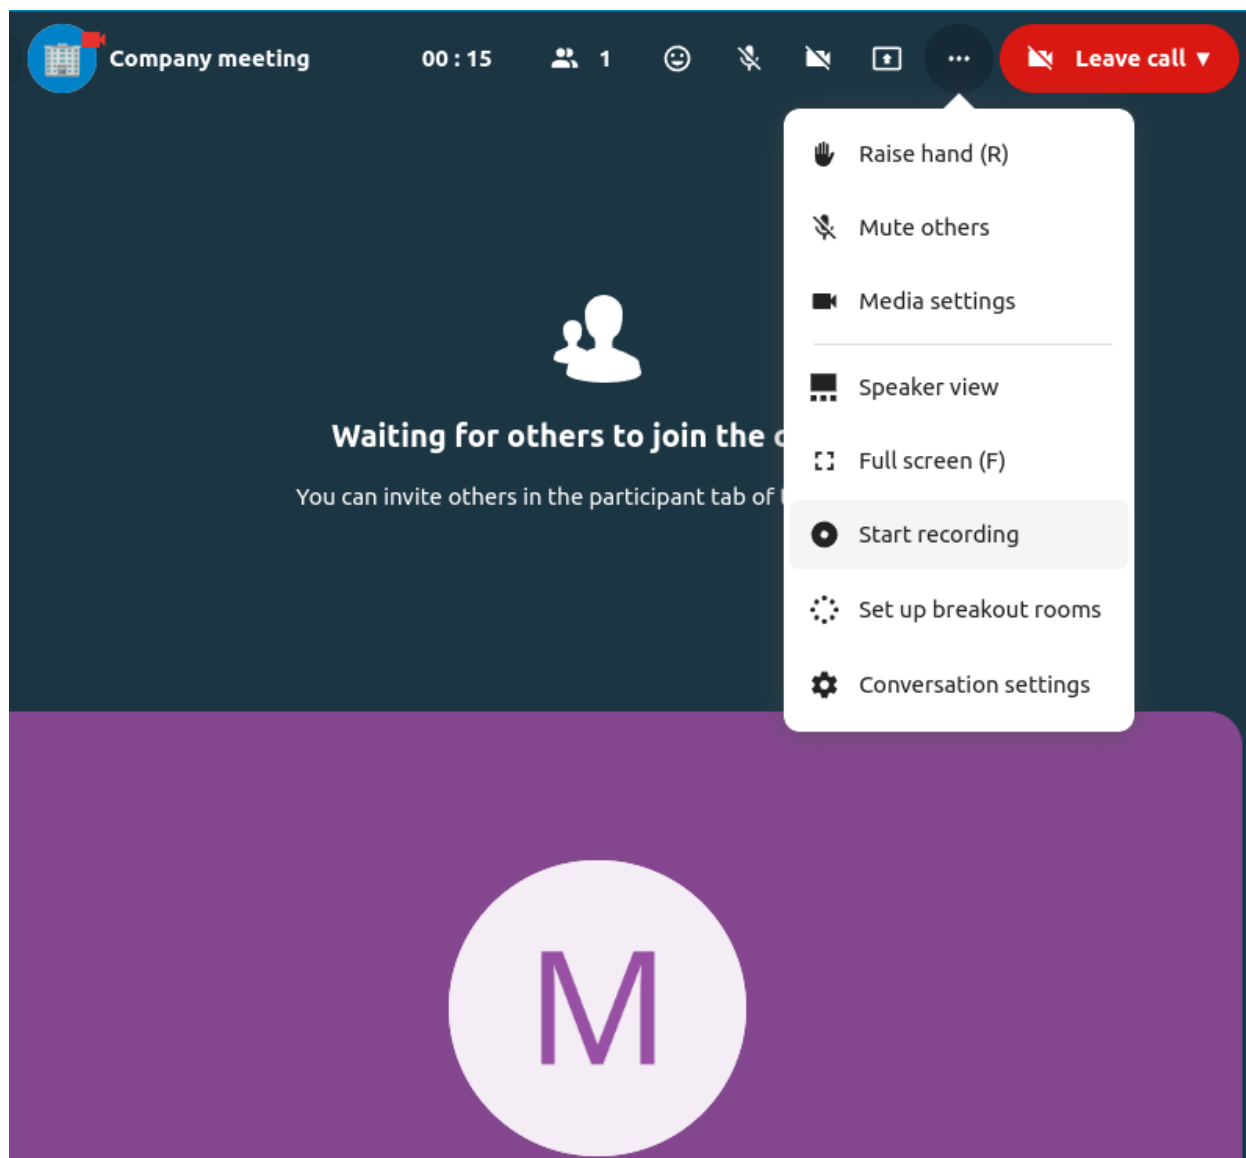 Company meeting
00 : 15
1
Leave call
Raise hand (R)
Mute others
Media settings
Speaker view
Full screen (F)
Start recording
Set up breakout rooms
Conversation settings
Waiting for others to join the
You can invite others in the participant tab of
M